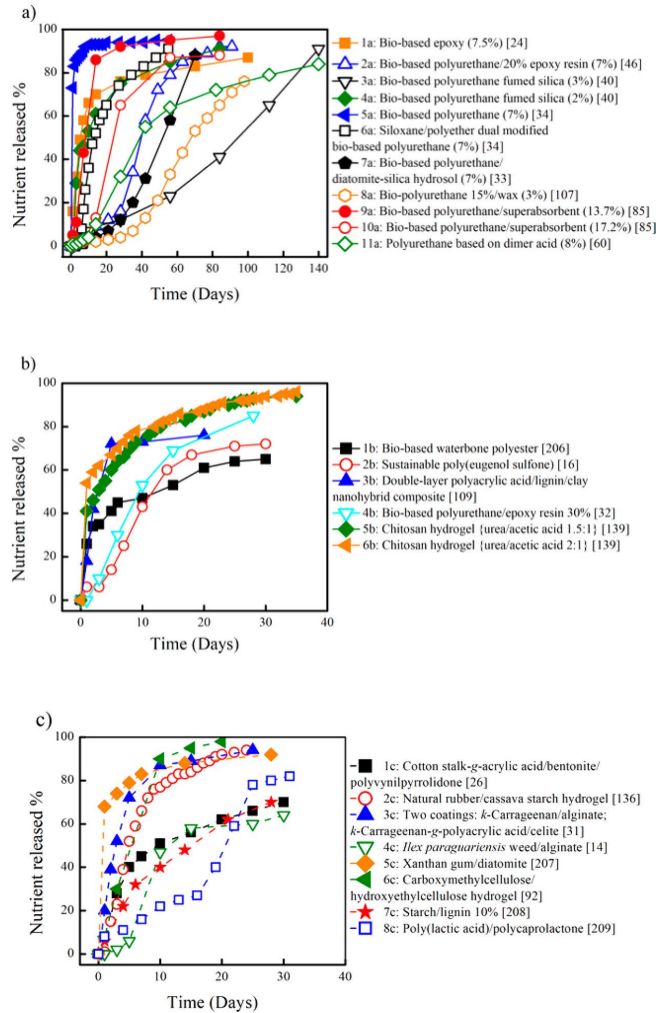 a)
Nutrient released %
100
80
60
40
20
0
0 20 40 60 80 100 120 140
Time (Days)
1a: Bio-based epoxy (7.5%) [24]
2a: Bio-based polyurethane/20% epoxy resin (7%) [46]
3a: Bio-based polyurethane fumed silica (3%) [40]
4a: Bio-based polyurethane fumed silica (2%) [40]
5a: Bio-based polyurethane (7%) [34]
6a: Siloxane/polyether dual modified
bio-based polyurethane (7%) [34]
7a: Bio-based polyurethane/
diatomite-silica hydrosol (7%) [33]
8a: Bio-polyurethane 15%/wax (3%) [107]
9a: Bio-based polyurethane/superabsorbent (13.7%) [85]
10a: Bio-based polyurethane/superabsorbent (17.2%) [85]
11a: Polyurethane based on dimer acid (8%) [60]
b)
Nutrient released %
100
80
60
40
20
0
0 10 20 30 40
Time (Days)
1b: Bio-based waterbone polyester [206]
2b: Sustainable poly(eugenol sulfone) [16]
3b: Double-layer polyacrylic acid/lignin/clay
nanohybrid composite [109]
4b: Bio-based polyurethane/epoxy resin 30% [32]
5b: Chitosan hydrogel {urea/acetic acid 1.5:1} [139]
6b: Chitosan hydrogel {urea/acetic acid 2:1} [139]
c)
Nutrient released %
100
80
60
40
20
0
0 10 20 30 40
Time (Days)
1c: Cotton stalk-g-acrylic acid/bentonite/
polyvynilpyrrolidone [26]
2c: Natural rubber/cassava starch hydrogel [136]
3c: Two coatings: k-Carrageenan/alginate;
k-Carrageenan-g-polyacrylic acid/celite [31]
4c: Ilex paraguariensis weed/alginate [14]
5c: Xanthan gum/diatomite [207]
6c: Carboxymethylcellulose/
hydroxyethylcellulose hydrogel [92]
7c: Starch/lignin 10% [208]
8c: Poly(lactic acid)/polycaprolactone [209]